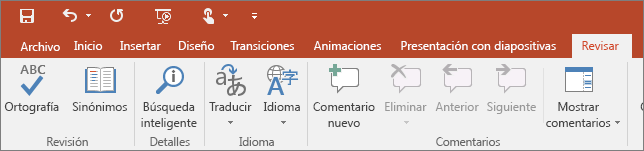 Archivo Inicio Insertar Diseño Transiciones Animaciones Presentación con diapositivas Revisar
ABC
Ortografía Sinónimos Búsqueda inteligente Traducir Idioma Comentario nuevo Eliminar Anterior Siguiente Mostrar comentarios
Revisión Detalles Idioma Comentarios